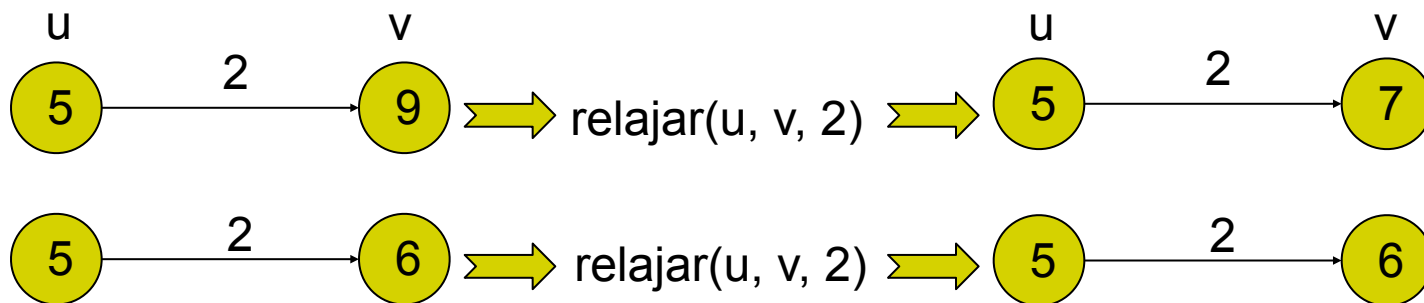 u v u v
2 2
5 9 relajar(u, v, 2) 5 7
2 2
5 6 relajar(u, v, 2) 5 6